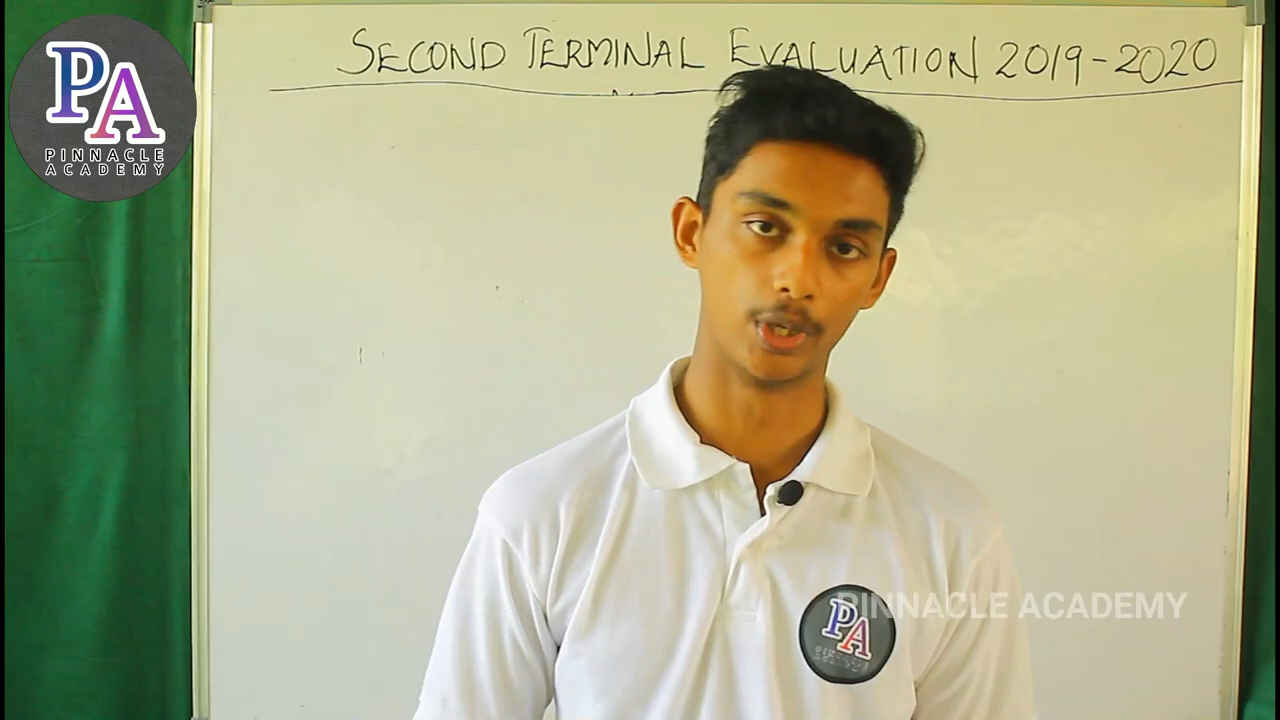 SECOND TERMINAL EVALUATION 2019-2020
PA
PINNACLE
ACADEMY
PA
PINNACLE ACADEMY